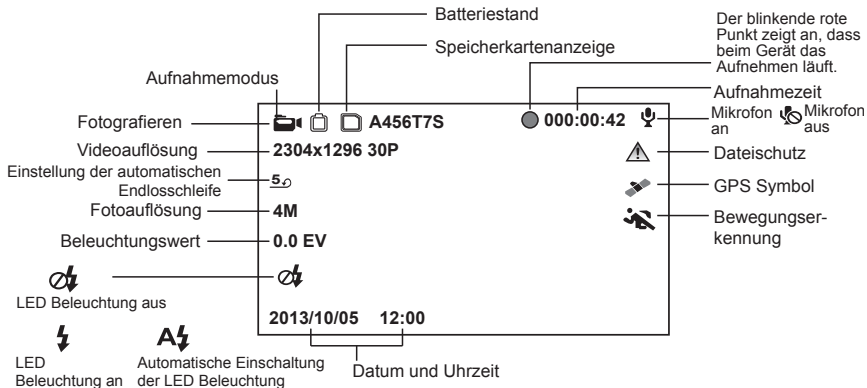 Batteriestand
Speicherkartenanzeige
Der blinkende rote
Punkt zeigt an, dass
beim Gerät das
Aufnehmen läuft.
Aufnahmemodus
Aufnahmezeit
Fotografieren
A456T7S
000:00:42
Mikrofon
an
Mikrofon
aus
Videoauflösung
2304x1296 30P
Dateischutz
Einstellung der automatischen
Endlosschleife
5
GPS Symbol
Fotoauflösung
4M
Bewegungser-
kennung
Beleuchtungswert
0.0 EV
LED Beleuchtung aus
2013/10/05 12:00
A
LED
Beleuchtung an
Automatische Einschaltung
der LED Beleuchtung
Datum und Uhrzeit